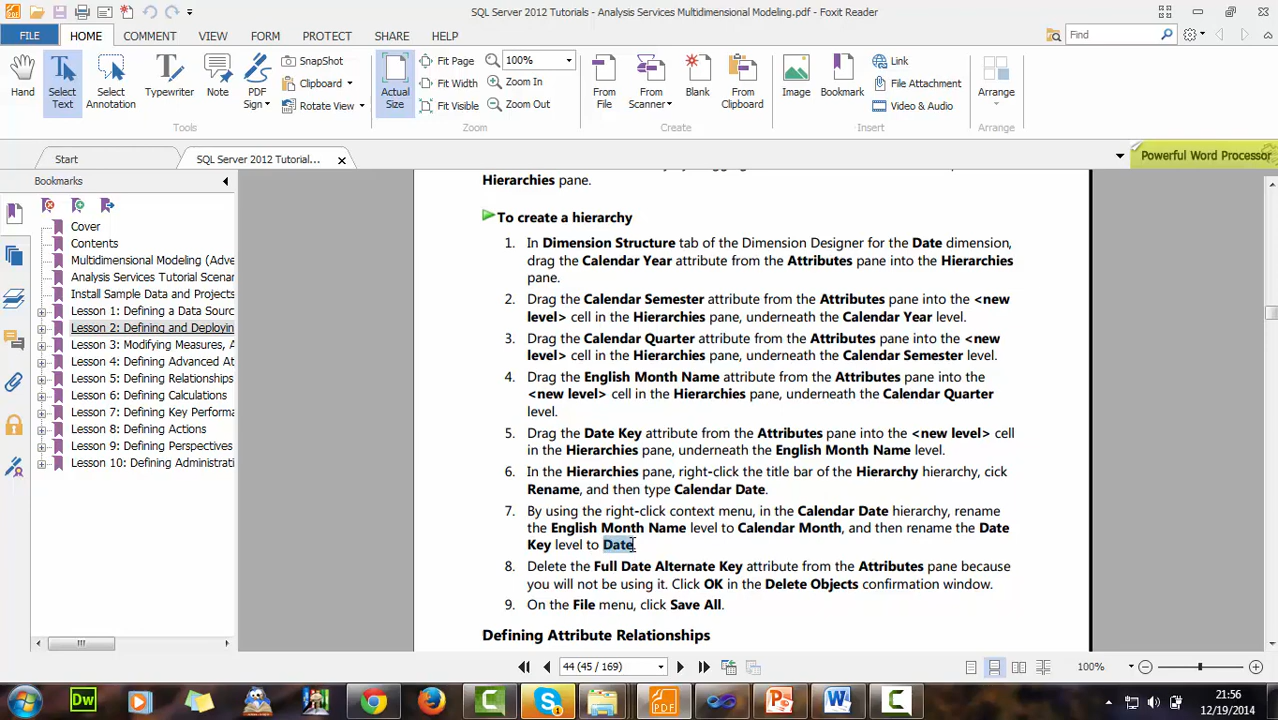 SQL Server 2012 Tutorials - Analysis Services Multidimensional Modeling.pdf - Foxit Reader
FILE HOME COMMENT VIEW FORM PROTECT SHARE HELP
Find
Hand
Select Text
Select Annotation
Typewriter
Note
PDF Sign
SnapShot
Clipboard
Rotate View
Tools
Actual Size
Fit Page
Fit Width
Fit Visible
100%
Zoom In
Zoom Out
Zoom
From File
From Scanner
Blank
From Clipboard
Create
Image
Bookmark
Link
File Attachment
Video & Audio
Insert
Arrange
Arrange
Start
SQL Server 2012 Tutorial...
Powerful Word Processor
Bookmarks
Cover
Contents
Multidimensional Modeling (Adve
Analysis Services Tutorial Scenar
Install Sample Data and Projects
Lesson 1: Defining a Data Sourc
Lesson 2: Defining and Deployin
Lesson 3: Modifying Measures, A
Lesson 4: Defining Advanced At
Lesson 5: Defining Relationships
Lesson 6: Defining Calculations
Lesson 7: Defining Key Performa
Lesson 8: Defining Actions
Lesson 9: Defining Perspectives
Lesson 10: Defining Administrati
Hierarchies pane.
To create a hierarchy
1. In Dimension Structure tab of the Dimension Designer for the Date dimension,
drag the Calendar Year attribute from the Attributes pane into the Hierarchies
pane.
2. Drag the Calendar Semester attribute from the Attributes pane into the <new
level> cell in the Hierarchies pane, underneath the Calendar Year level.
3. Drag the Calendar Quarter attribute from the Attributes pane into the <new
level> cell in the Hierarchies pane, underneath the Calendar Semester level.
4. Drag the English Month Name attribute from the Attributes pane into the
<new level> cell in the Hierarchies pane, underneath the Calendar Quarter
level.
5. Drag the Date Key attribute from the Attributes pane into the <new level> cell
in the Hierarchies pane, underneath the English Month Name level.
6. In the Hierarchies pane, right-click the title bar of the Hierarchy hierarchy, cick
Rename, and then type Calendar Date.
7. By using the right-click context menu, in the Calendar Date hierarchy, rename
the English Month Name level to Calendar Month, and then rename the Date
Key level to Date.
8. Delete the Full Date Alternate Key attribute from the Attributes pane because
you will not be using it. Click OK in the Delete Objects confirmation window.
9. On the File menu, click Save All.
Defining Attribute Relationships
44 (45 / 169)
100%
21:56
12/19/2014